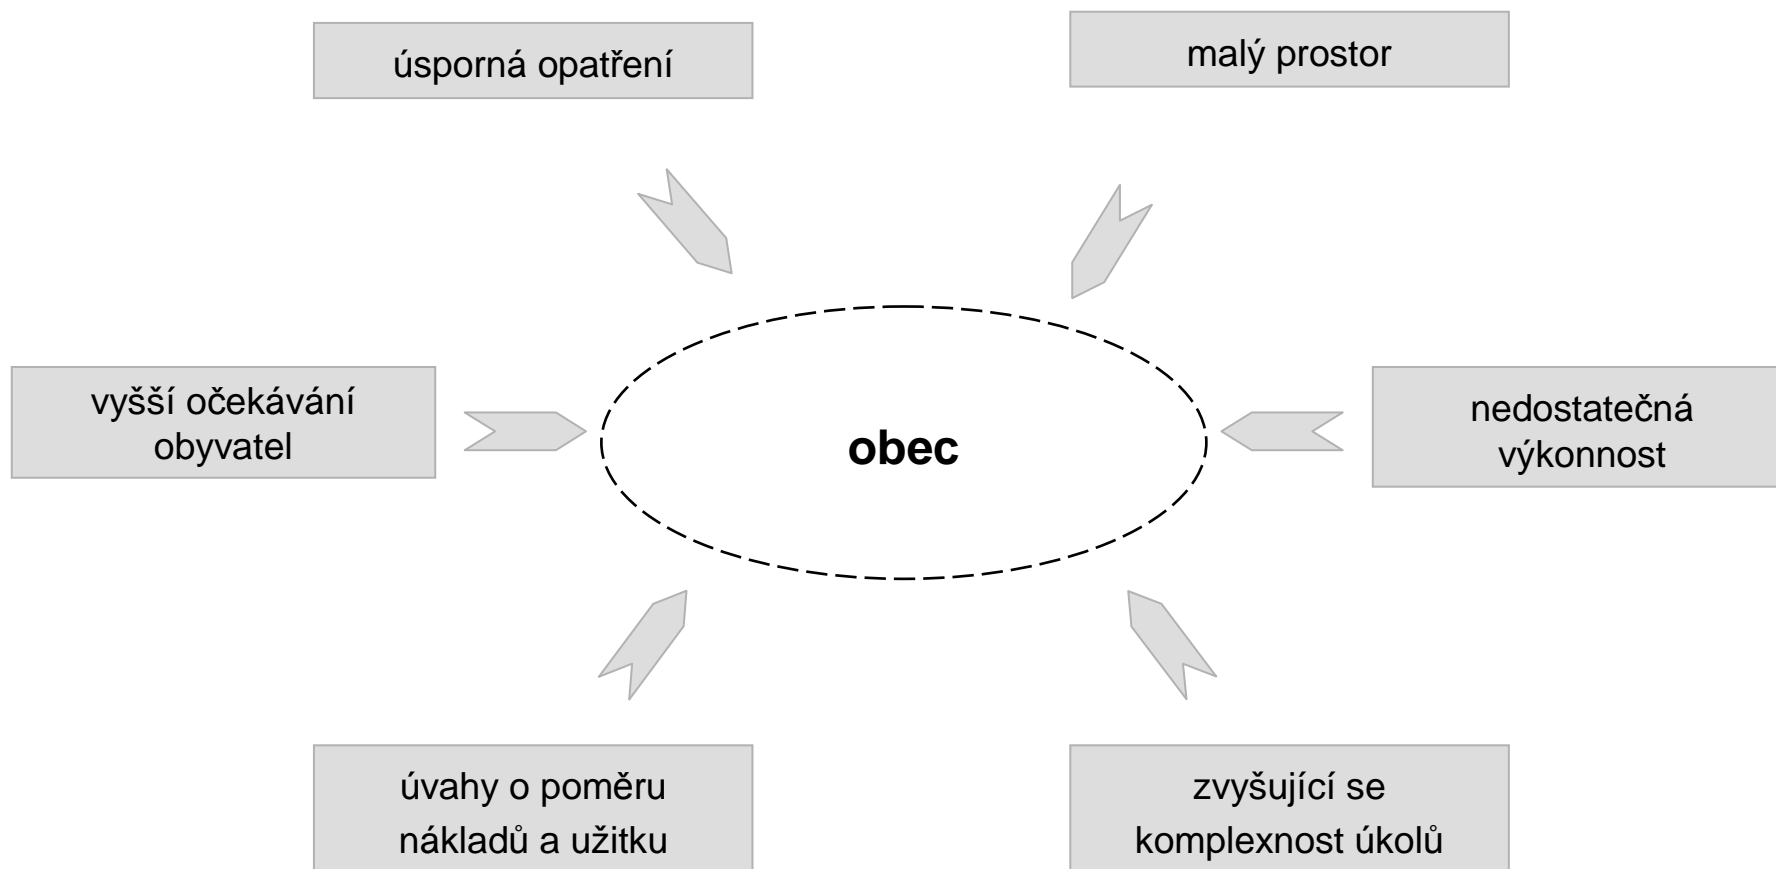 úsporná opatření
malý prostor
vyšší očekávání
obyvatel
obec
nedostatečná
výkonnost
úvahy o poměru
nákladů a užitku
zvyšující se
komplexnost úkolů